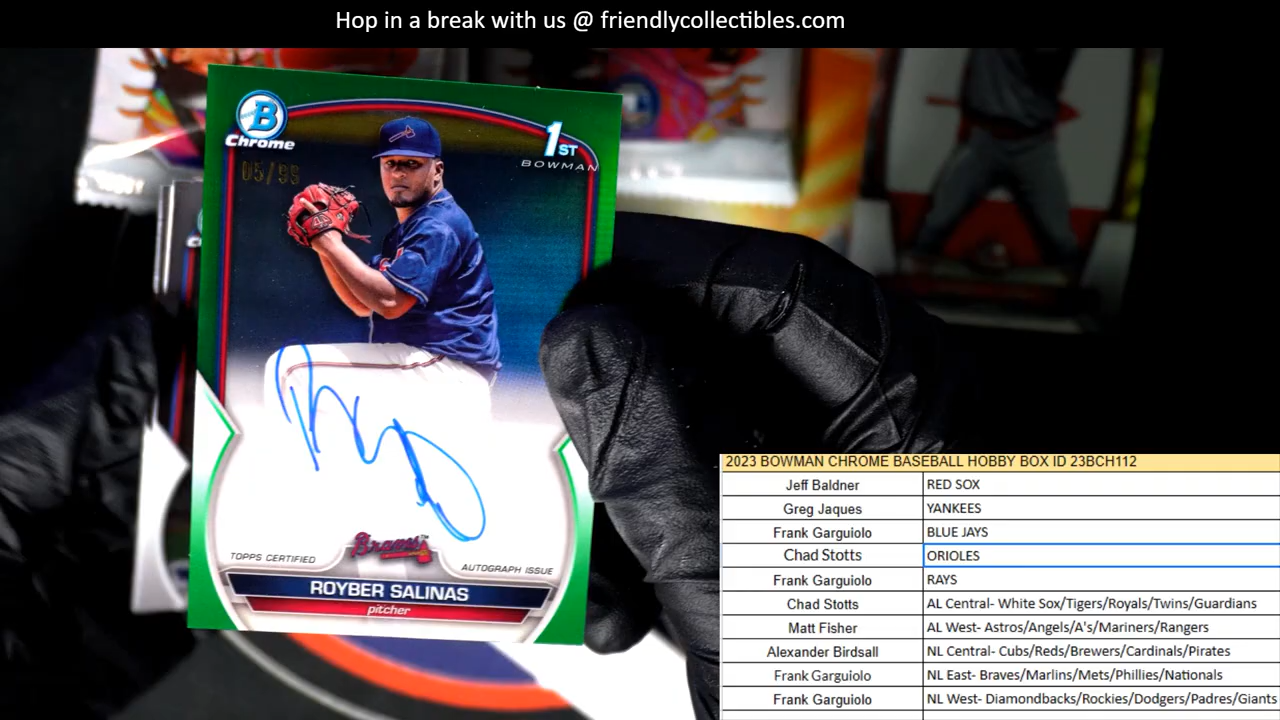 Hop in a break with us @ friendlycollectibles.com
B
Chrome
1ST
BOWMAN
05/99
Braves
TOPPS CERTIFIED
AUTOGRAPH ISSUE
ROYBER SALINAS
pitcher
2023 BOWMAN CHROME BASEBALL HOBBY BOX ID 23BCH112
Jeff Baldner RED SOX
Greg Jaques YANKEES
Frank Garguiolo BLUE JAYS
Chad Stotts ORIOLES
Frank Garguiolo RAYS
Chad Stotts AL Central- White Sox/Tigers/Royals/Twins/Guardians
Matt Fisher AL West- Astros/Angels/A's/Mariners/Rangers
Alexander Birdsall NL Central- Cubs/Reds/Brewers/Cardinals/Pirates
Frank Garguiolo NL East- Braves/Marlins/Mets/Phillies/Nationals
Frank Garguiolo NL West- Diamondbacks/Rockies/Dodgers/Padres/Giants